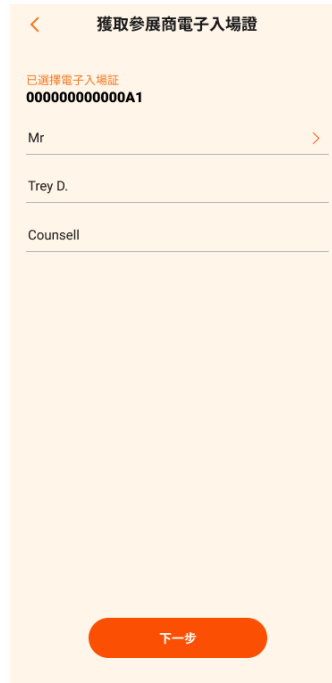 獲取參展商電子入場證
已選擇電子入場証
000000000000A1
Mr
Trey D.
Counsell
下一步